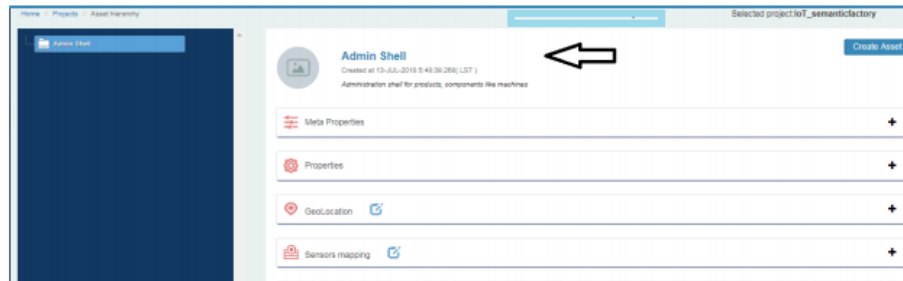 Home / Projects / Asset hierarchy
Selected project:IoT_semanticfactory
Admin Shell
Create Asset
Admin Shell
Created at 13-JUL-2018 5:48:39.268( LST )
Administration shell for products, components like machines
Meta Properties
Properties
GeoLocation
Sensors mapping